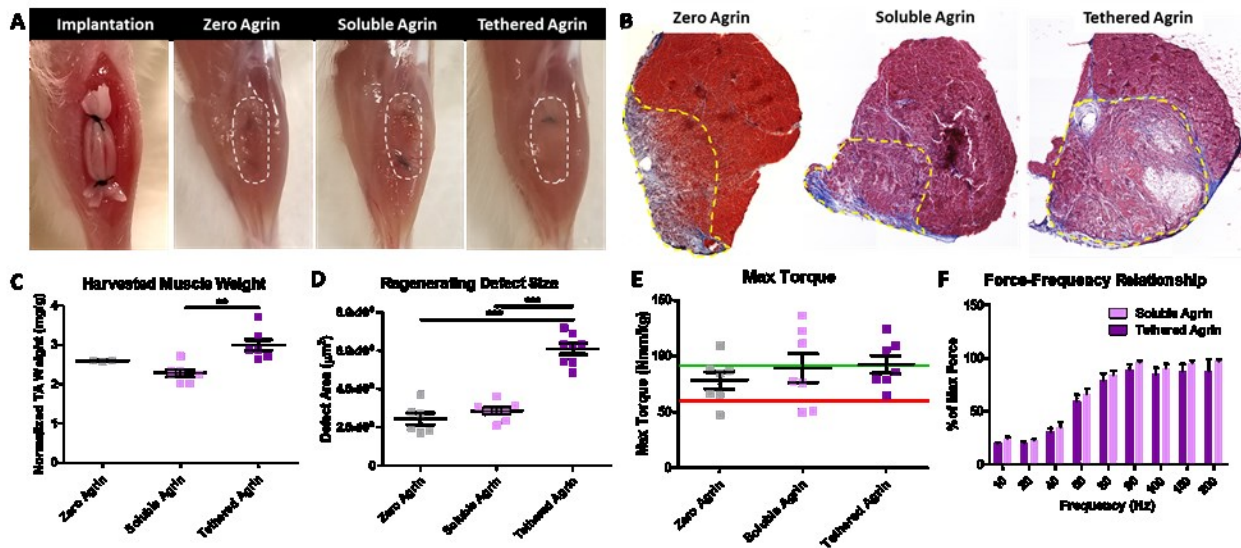 A
Implantation
Zero Agrin
Soluble Agrin
Tethered Agrin
B
Zero Agrin
Soluble Agrin
Tethered Agrin
C
Harvested Muscle Weight
Normalized TA Weight (mg/g)
4
3
2
1
0
**
Zero Agrin
Soluble Agrin
Tethered Agrin
D
Regenerating Defect Size
Defect Area (μm²)
0
***
***
Zero Agrin
Soluble Agrin
Tethered Agrin
E
Max Torque
Max Torque (Nmm/kg)
150
100
50
0
Zero Agrin
Soluble Agrin
Tethered Agrin
F
Force-Frequency Relationship
% of Max Force
150
100
50
0
Soluble Agrin
Tethered Agrin
10
20
40
60
80
100
150
200
Frequency (Hz)